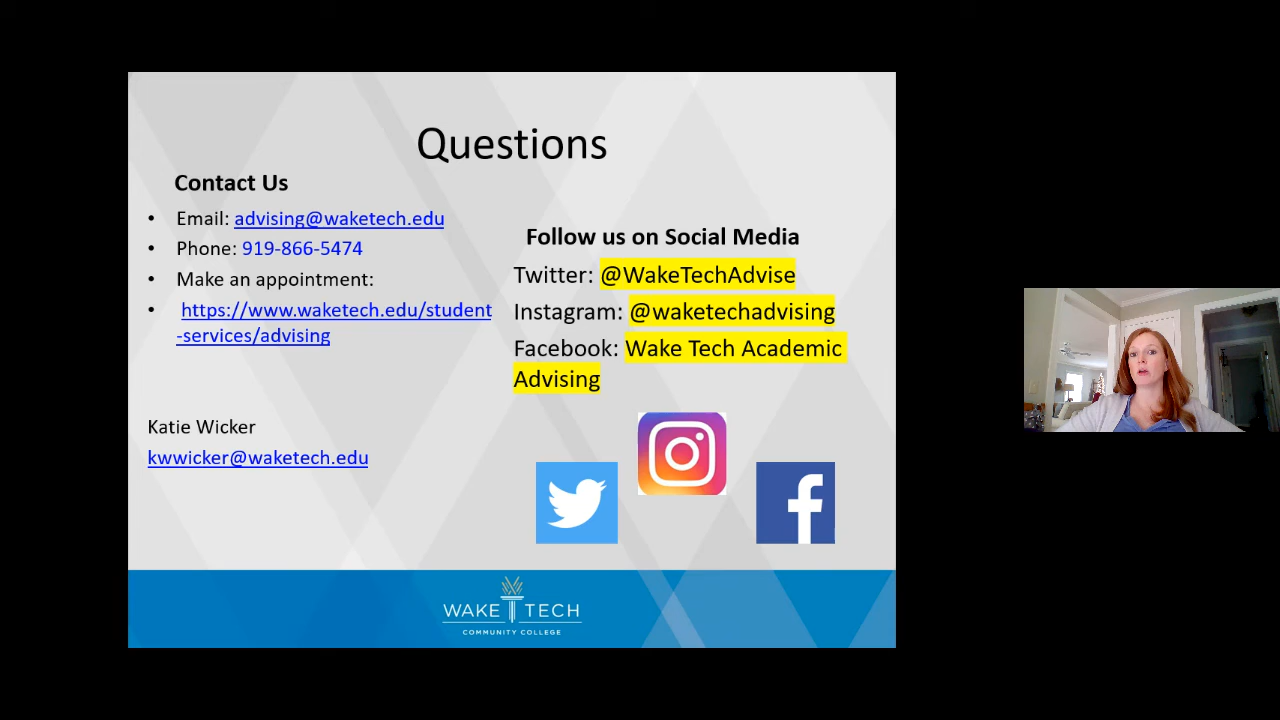 Questions
Contact Us
• Email: advising@waketech.edu
• Phone: 919-866-5474
• Make an appointment:
• https://www.waketech.edu/student
-services/advising
Katie Wicker
kwwicker@waketech.edu
Follow us on Social Media
Twitter: @WakeTechAdvise
Instagram: @waketechadvising
Facebook: Wake Tech Academic
Advising
WAKE TECH
COMMUNITY COLLEGE